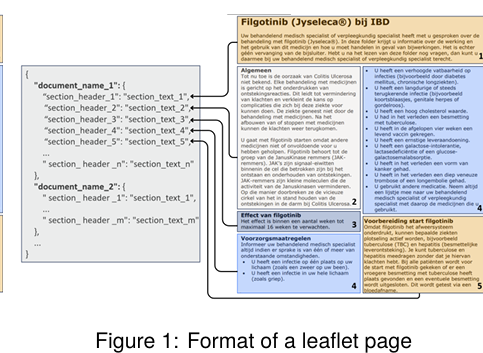 {
"document_name_1": {
"section_header_1": "section_text_1",
"section_header_2": "section_text_2",
"section_header_3": "section_text_3",
"section_header_4": "section_text_4",
"section_header_5": "section_text_5",
...
"section_header_n": "section_text_n"
},
"document_name_2": {
"section_header_1": "section_text_1",
...
"section_header_m": "section_text_m"
},
...
}
Filgotinib (Jyseleca®) bij IBD
Uw behandelend medisch specialist of verpleegkundig specialist heeft met u gesproken over de
behandeling met filgotinib (Jyseleca). In deze folder krijgt u informatie over de werking en
het gebruik van dit medicijn en hoe u moet handelen in geval van bijwerkingen. Het is echter
géén vervanging van de bijsluiter. Hebt u na het lezen van deze folder nog vragen, dan kunt u
daarmee bij uw behandelend medisch specialist of verpleegkundig specialist terecht.
1
Algemeen
Tot nu toe is de oorzaak van Colitis Ulcerosa
niet bekend. Elke behandeling met medicijnen
is gericht op het onderdrukken van
ontstekingsreacties. Dit leidt tot vermindering
van klachten en verkleint de kans op
complicaties die zich bij deze ziekte voor
kunnen doen. De ziekte geneest niet door de
behandeling met medicijnen. Na het
afbouwen of stoppen met medicijnen
kunnen de klachten weer terugkomen.
U gaat met filgotinib starten omdat andere
medicijnen niet of onvoldoende voor u
hebben geholpen. Filgotinib behoort tot de
groep van de JanusKinase remmers (JAK-
remmers). JAK's zijn signaal-eiwitten
binnenin de cel die betrokken zijn bij het
ontstaan en onderhouden van ontstekingen.
JAK-remmers zijn kleine moleculen die de
activiteit van de Januskinasen verminderen.
Op die manier doorbreken ze de vicieuze
cirkel van het in stand houden van de
ontstekingen in de darm bij Colitis Ulcerosa.
2
Effect van filgotinib
Het effect is binnen een aantal weken tot
maximaal 16 weken te verwachten.
3
Voorzorgsmaatregelen
Informeer uw behandelend medisch specialist
altijd indien er sprake is van één of meer van
onderstaande omstandigheden.
• U heeft een infectie op één plaats op uw
lichaam (zoals een zweer op uw been).
• U heeft een infectie in uw hele lichaam
(zoals griep).
4
• U heeft een verhoogde vatbaarheid op
infecties (bijvoorbeeld door diabetes
mellitus, chronische longziekte).
• U heeft een langdurige of steeds
terugkerende infectie (bijvoorbeeld
koortsblaasjes, genitale herpes of
gordelroos).
• U heeft een hoog cholesterol waarde.
• U had in het verleden een besmetting
met tuberculose.
• U heeft in de afgelopen vier weken een
levend vaccin gekregen.
• U heeft een ernstige leveraandoening.
• U heeft een galactose-intolerantie,
lactasedeficiëntie of een glucose-
galactosemalabsorptie.
• U heeft in het verleden een vorm van
kanker gehad.
• U heeft in het verleden een diep veneuze
trombose of een longembolie gehad.
• U gebruikt andere medicatie. Neem altijd
een lijstje mee naar uw behandelend
medisch specialist of verpleegkundig
specialist met daarop de medicijnen die u
gebruikt.
4
Voorbereiding start filgotinib
Omdat filgotinib het afweersysteem
onderdrukt, kunnen bepaalde ziekten
plotseling actief worden, bijvoorbeeld
tuberculose (TBC) en hepatitis (besmettelijke
leverontsteking). Je kunt tuberculose en
hepatitis meedragen zonder dat je hiervan
klachten hebt. Bij alle patiënten wordt voor
de start met filgotinib gekeken of er een
vroegere besmetting met tuberculose of
hepatitis is geweest en een eventuele besmetting
wordt uitgesloten. Dit wordt getest via een
bloedafname.
5
Figure 1: Format of a leaflet page